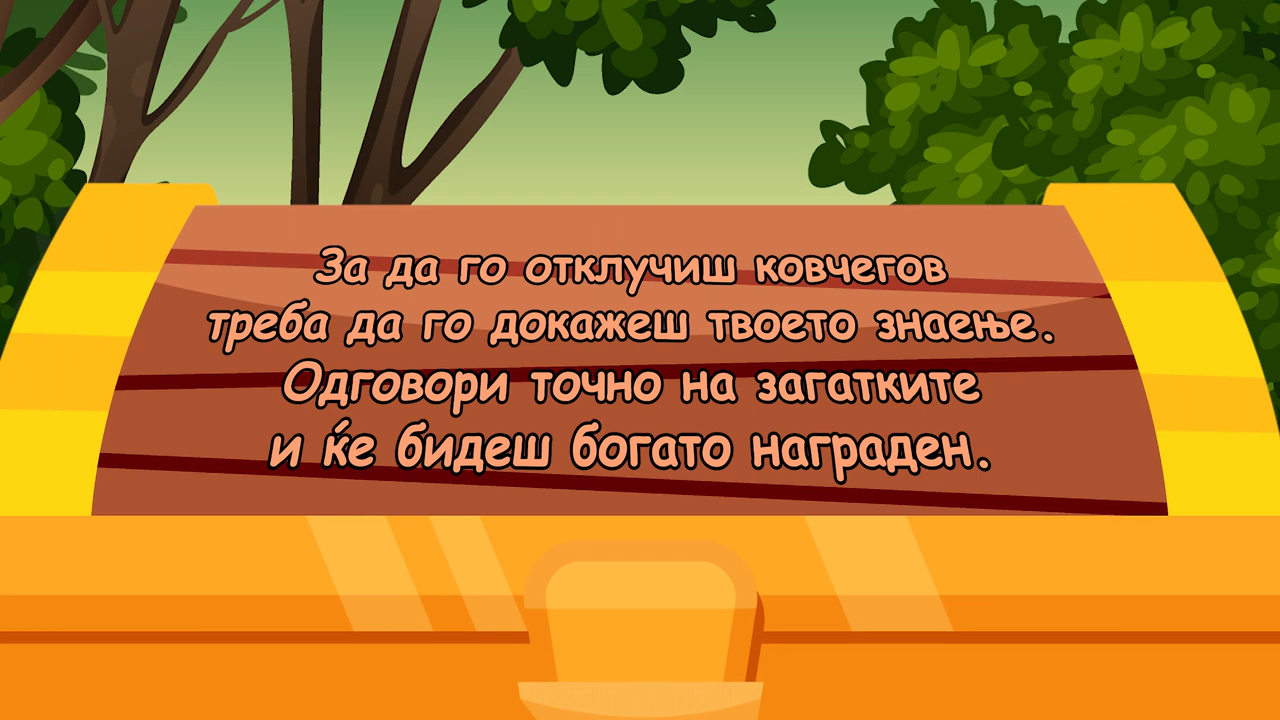 За да го отклучиш ковчегов
треба да го докажеш твоето знаење.
Одговори точно на загатките
и ќе бидеш богато награден.